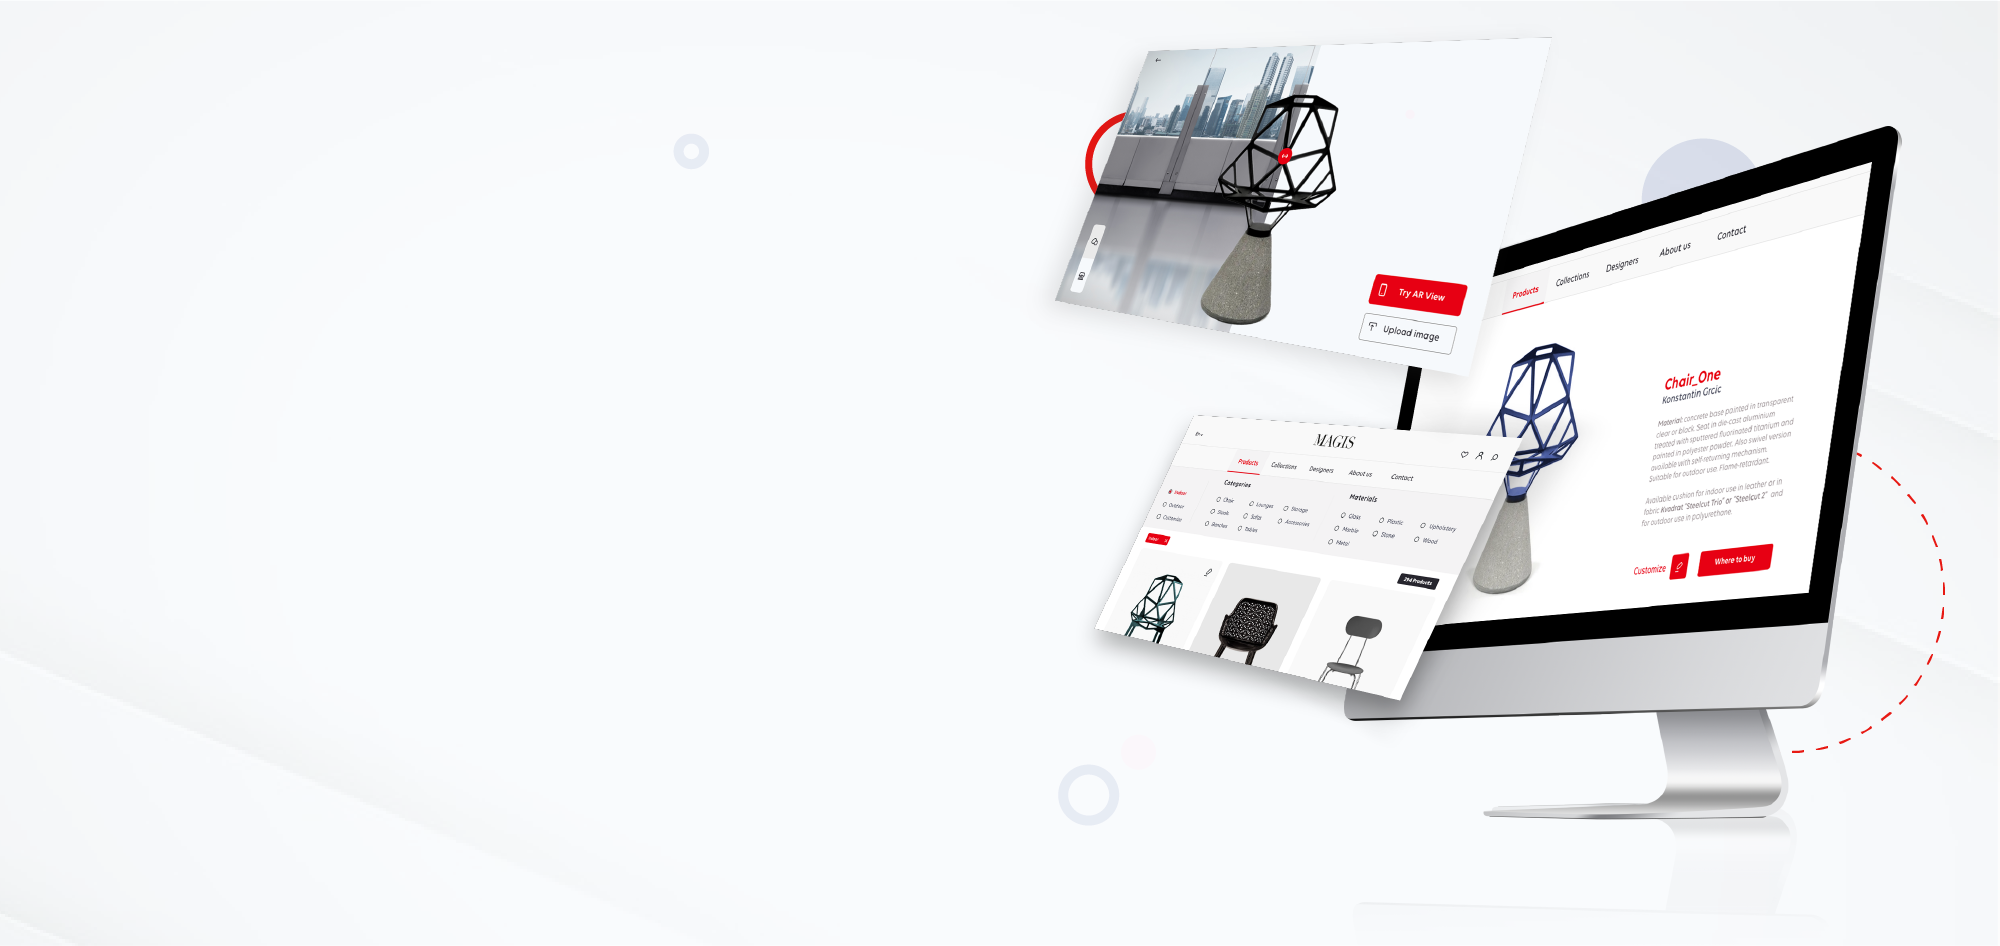 Try AR View
Upload image
Products
Collections
Designers
About us
Contact
Chair_One
Konstantin Grcic
Material: concrete base painted in transparent
clear or black. Seat in die-cast aluminium
treated with sputtered fluorinated titanium and
painted in polyester powder. Also swivel version
available with self-returning mechanism.
Suitable for outdoor use. Flame-retardant.
Available cushion for indoor use in leather or in
fabric Kvadrat "Steelcut Trio" or "Steelcut 2" and
for outdoor use in polyurethane.
Customize
Where to buy
MAGIS
Products
Collections
Designers
About us
Contact
Indoor
Outdoor
Customize
Categories
Chair
Lounges
Storage
Stools
Sofas
Accessories
Benches
Tables
Materials
Glass
Plastic
Upholstery
Marble
Stone
Wood
Metal
Indoor
294 Products